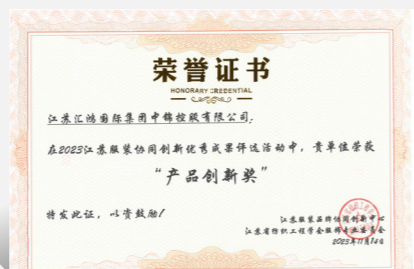 荣誉证书
HONORARY CREDENTIAL
江苏汇鸿国际集团中锦控股有限公司:
在2023江苏服装协同创新优秀成果评选活动中,贵单位荣获
“产品创新奖”
特发此证,以资鼓励!
江苏服装品牌协同创新中心
江苏省纺织工程学会服饰专业委员会
2023年11月18日